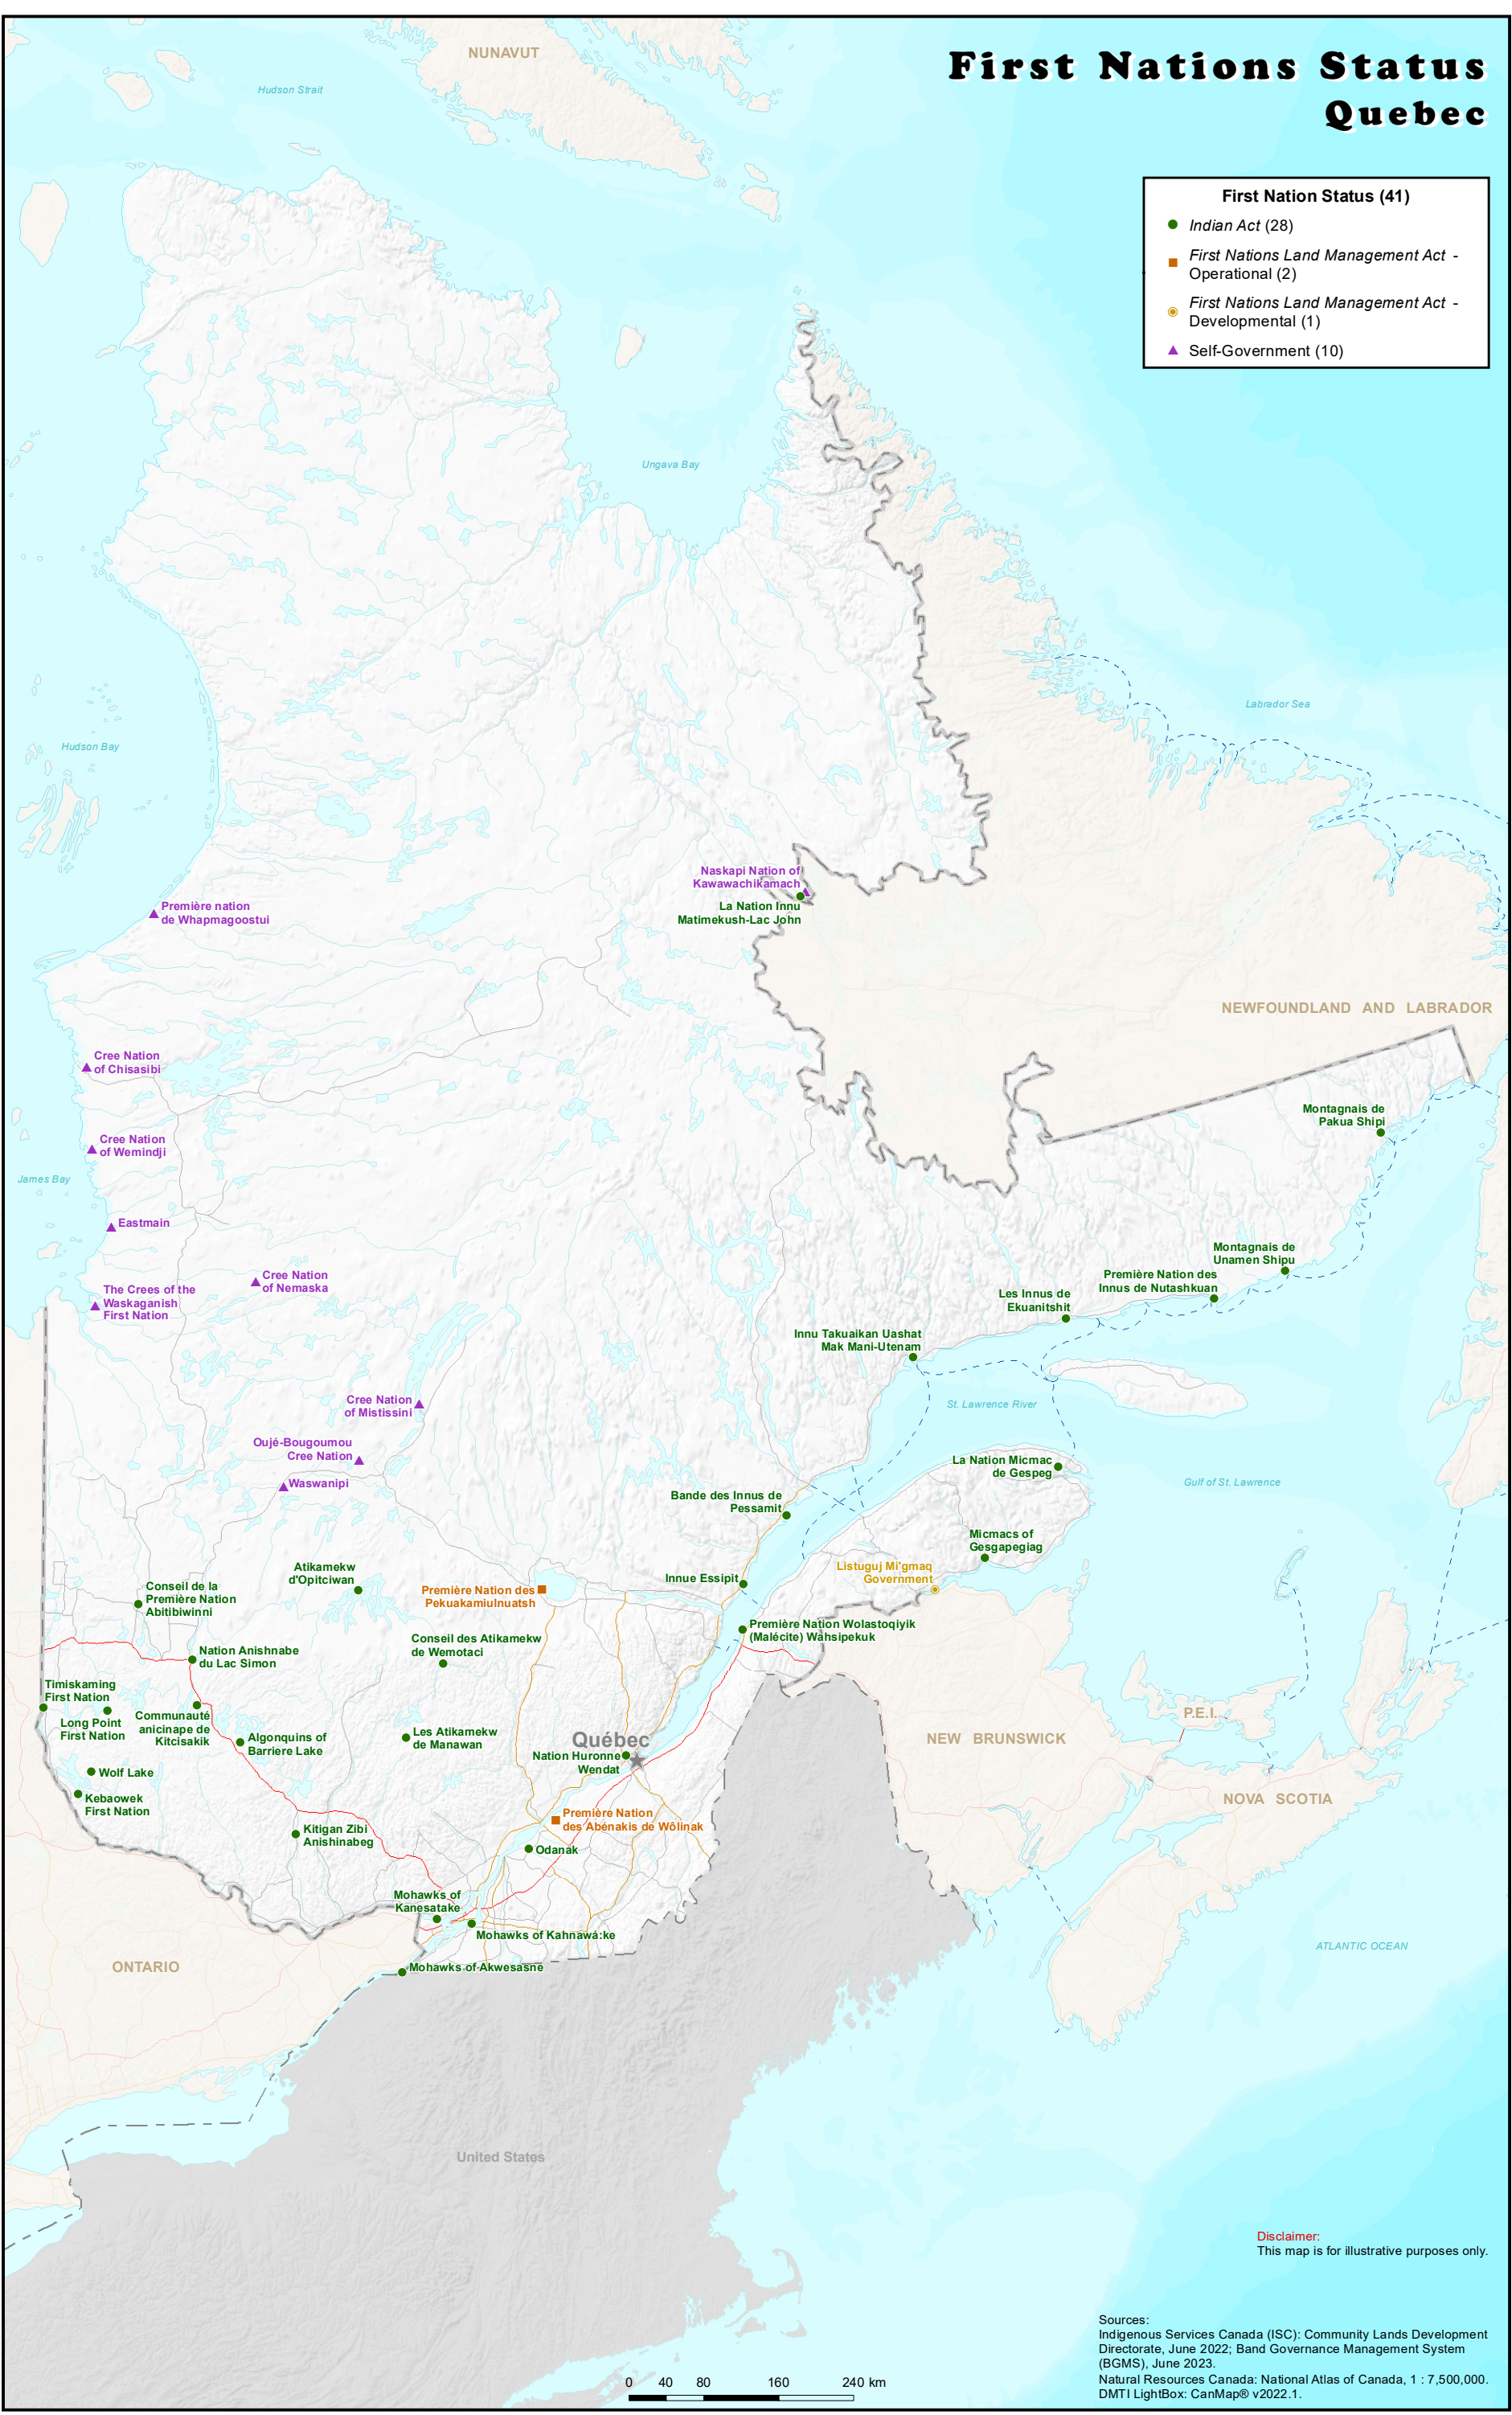 First Nations Status
Quebec
NUNAVUT
Hudson Strait
First Nation Status (41)
Indian Act (28)
First Nations Land Management Act -
Operational (2)
First Nations Land Management Act -
Developmental (1)
Self-Government (10)
Ungava Bay
Labrador Sea
Hudson Bay
Naskapi Nation of
Kawawachikamach
La Nation Innu
Matimekush-Lac John
Première nation
de Whapmagoostui
NEWFOUNDLAND AND LABRADOR
Cree Nation
of Chisasibi
Montagnais de
Pakua Shipi
Cree Nation
of Wemindji
James Bay
Eastmain
Montagnais de
Unamen Shipu
Première Nation des
Innus de Nutashkuan
Cree Nation
of Nemaska
The Crees of the
Waskaganish
First Nation
Les Innus de
Ekuanitshit
Innu Takuaikan Uashat
Mak Mani-Utenam
Cree Nation
of Mistissini
St. Lawrence River
Oujé-Bougoumou
Cree Nation
Waswanipi
La Nation Micmac
de Gespeg
Gulf of St. Lawrence
Bande des Innus de
Pessamit
Micmacs of
Gesgapegiag
Listuguj Mi'gmaq
Government
Atikamekw
d'Opitciwan
Innue Essipit
Première Nation des
Pekuakamiulnuatsh
Conseil de la
Première Nation
Abitibiwinni
Première Nation Wolastoqiyik
(Malécite) Wahsipekuk
Conseil des Atikamekw
de Wemotaci
Nation Anishnabe
du Lac Simon
Timiskaming
First Nation
Long Point
First Nation
Communauté
anicinape de
Kitcisakik
Algonquins of
Barriere Lake
Les Atikamekw
de Manawan
Québec
Nation Huronne
Wendat
P.E.I.
NEW BRUNSWICK
Wolf Lake
Kebaowek
First Nation
NOVA SCOTIA
Première Nation
des Abénakis de Wôlinak
Kitigan Zibi
Anishinabeg
Odanak
Mohawks of
Kanesatake
Mohawks of Kahnawá:ke
ATLANTIC OCEAN
ONTARIO
Mohawks of Akwesasne
United States
Disclaimer:
This map is for illustrative purposes only.
Sources:
Indigenous Services Canada (ISC): Community Lands Development
Directorate, June 2022; Band Governance Management System
(BGMS), June 2023.
Natural Resources Canada: National Atlas of Canada, 1 : 7,500,000.
DMTI LightBox: CanMap® v2022.1.
0 40 80 160 240 km